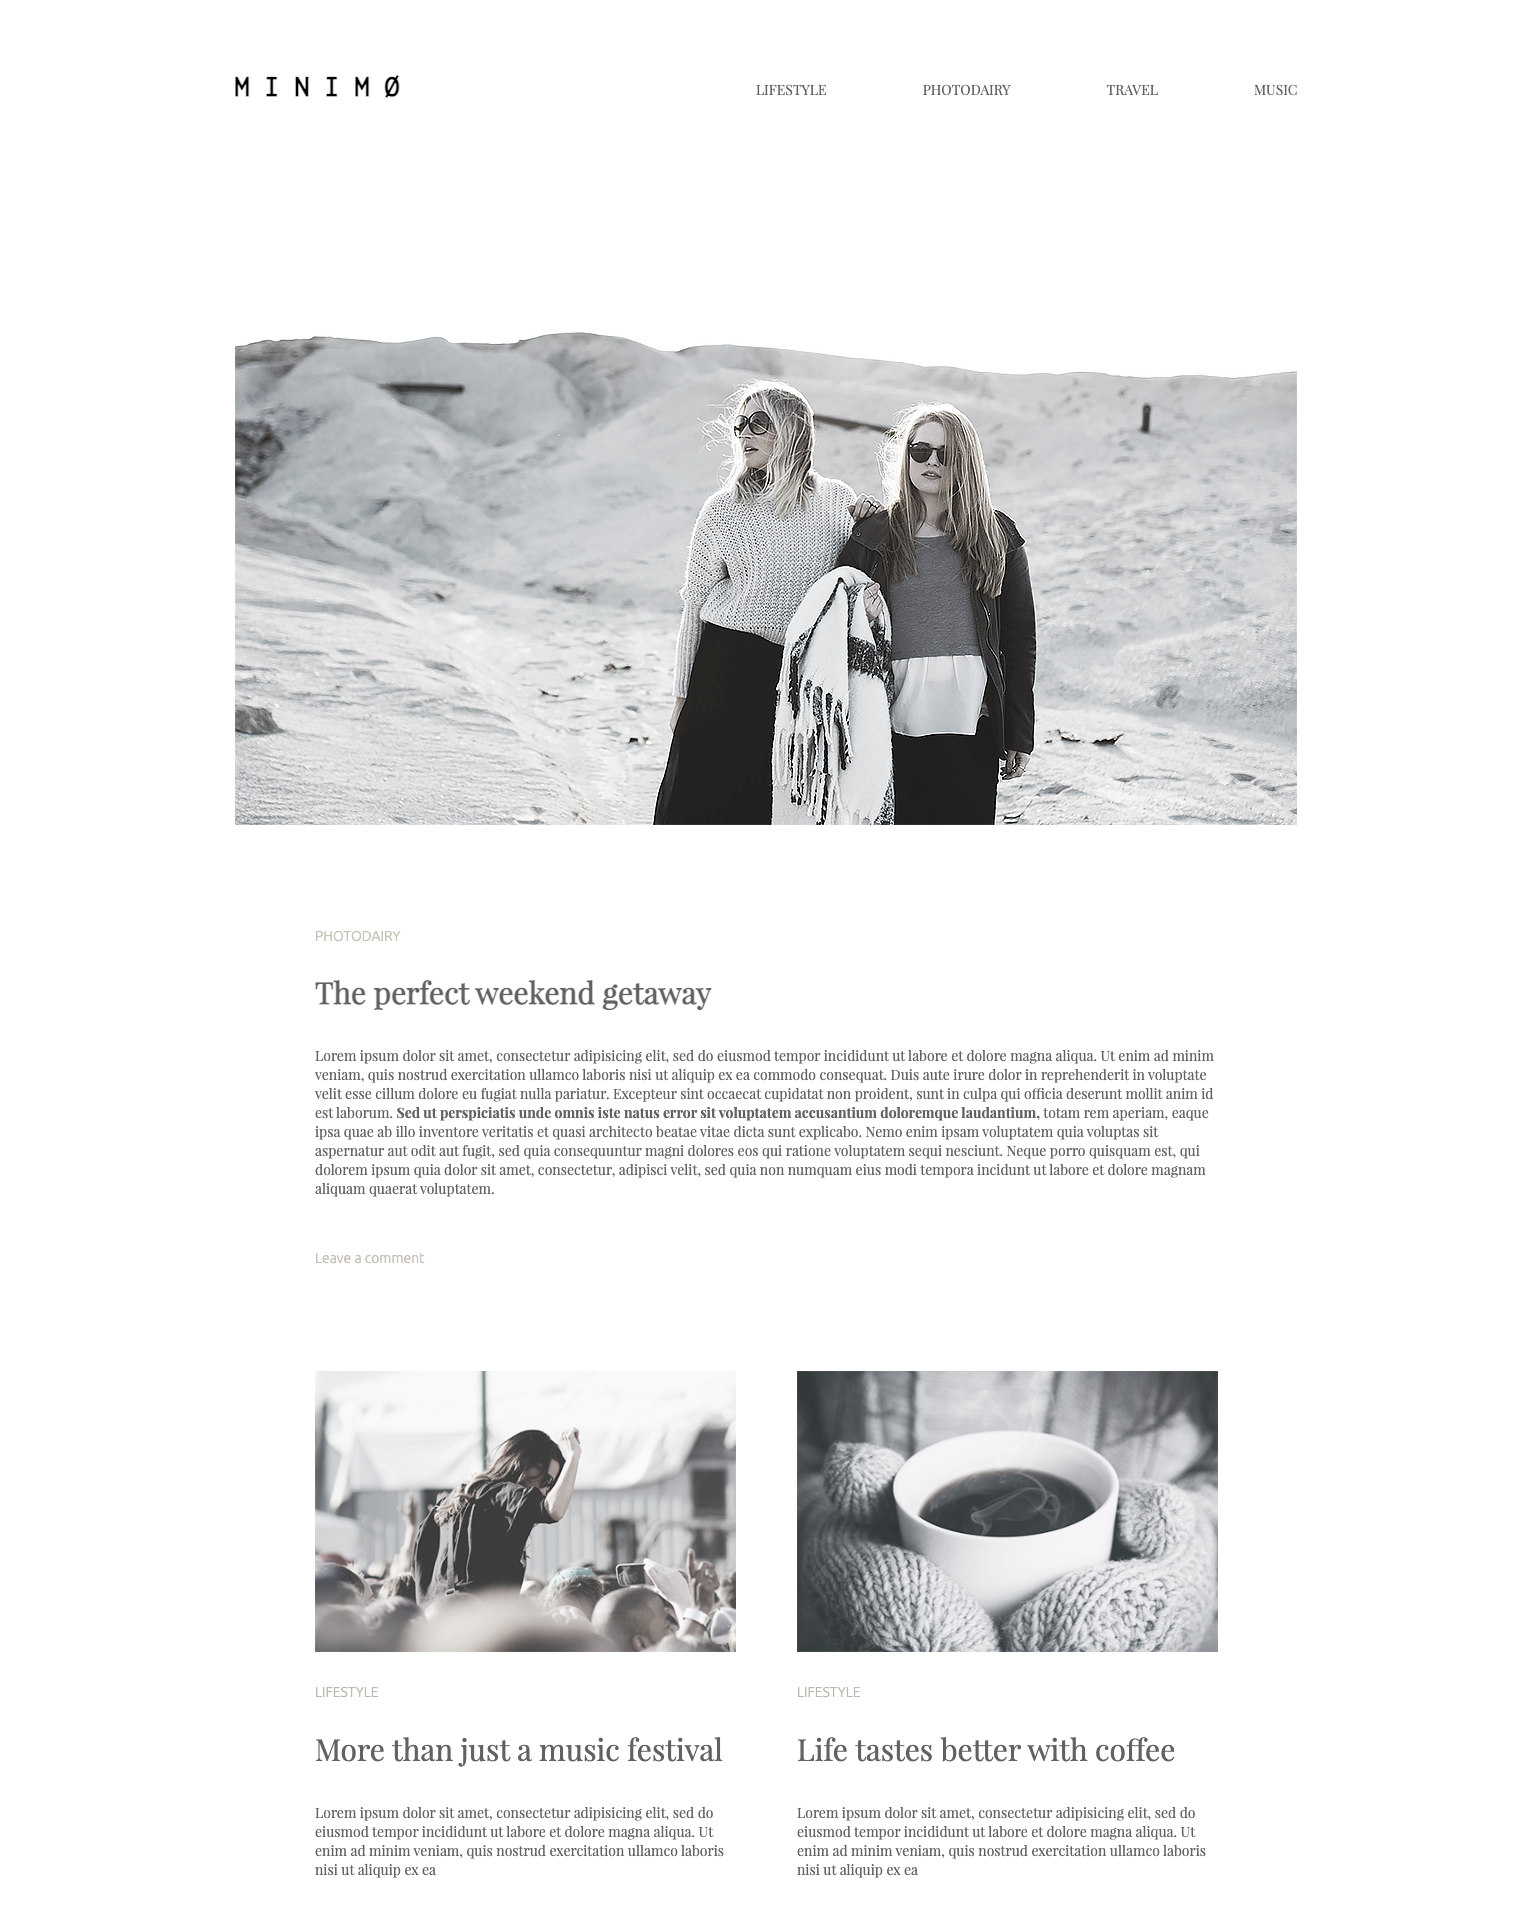 MINIMØ
LIFESTYLE PHOTODAIRY TRAVEL MUSIC
PHOTODAIRY
The perfect weekend getaway
Lorem ipsum dolor sit amet, consectetur adipisicing elit, sed do eiusmod tempor incididunt ut labore et dolore magna aliqua. Ut enim ad minim
veniam, quis nostrud exercitation ullamco laboris nisi ut aliquip ex ea commodo consequat. Duis aute irure dolor in reprehenderit in voluptate
velit esse cillum dolore eu fugiat nulla pariatur. Excepteur sint occaecat cupidatat non proident, sunt in culpa qui officia deserunt mollit anim id
est laborum. Sed ut perspiciatis unde omnis iste natus error sit voluptatem accusantium doloremque laudantium, totam rem aperiam, eaque
ipsa quae ab illo inventore veritatis et quasi architecto beatae vitae dicta sunt explicabo. Nemo enim ipsam voluptatem quia voluptas sit
aspernatur aut odit aut fugit, sed quia consequuntur magni dolores eos qui ratione voluptatem sequi nesciunt. Neque porro quisquam est, qui
dolorem ipsum quia dolor sit amet, consectetur, adipisci velit, sed quia non numquam eius modi tempora incidunt ut labore et dolore magnam
aliquam quaerat voluptatem.
Leave a comment
LIFESTYLE
More than just a music festival
Lorem ipsum dolor sit amet, consectetur adipisicing elit, sed do
eiusmod tempor incididunt ut labore et dolore magna aliqua. Ut
enim ad minim veniam, quis nostrud exercitation ullamco laboris
nisi ut aliquip ex ea
LIFESTYLE
Life tastes better with coffee
Lorem ipsum dolor sit amet, consectetur adipisicing elit, sed do
eiusmod tempor incididunt ut labore et dolore magna aliqua. Ut
enim ad minim veniam, quis nostrud exercitation ullamco laboris
nisi ut aliquip ex ea